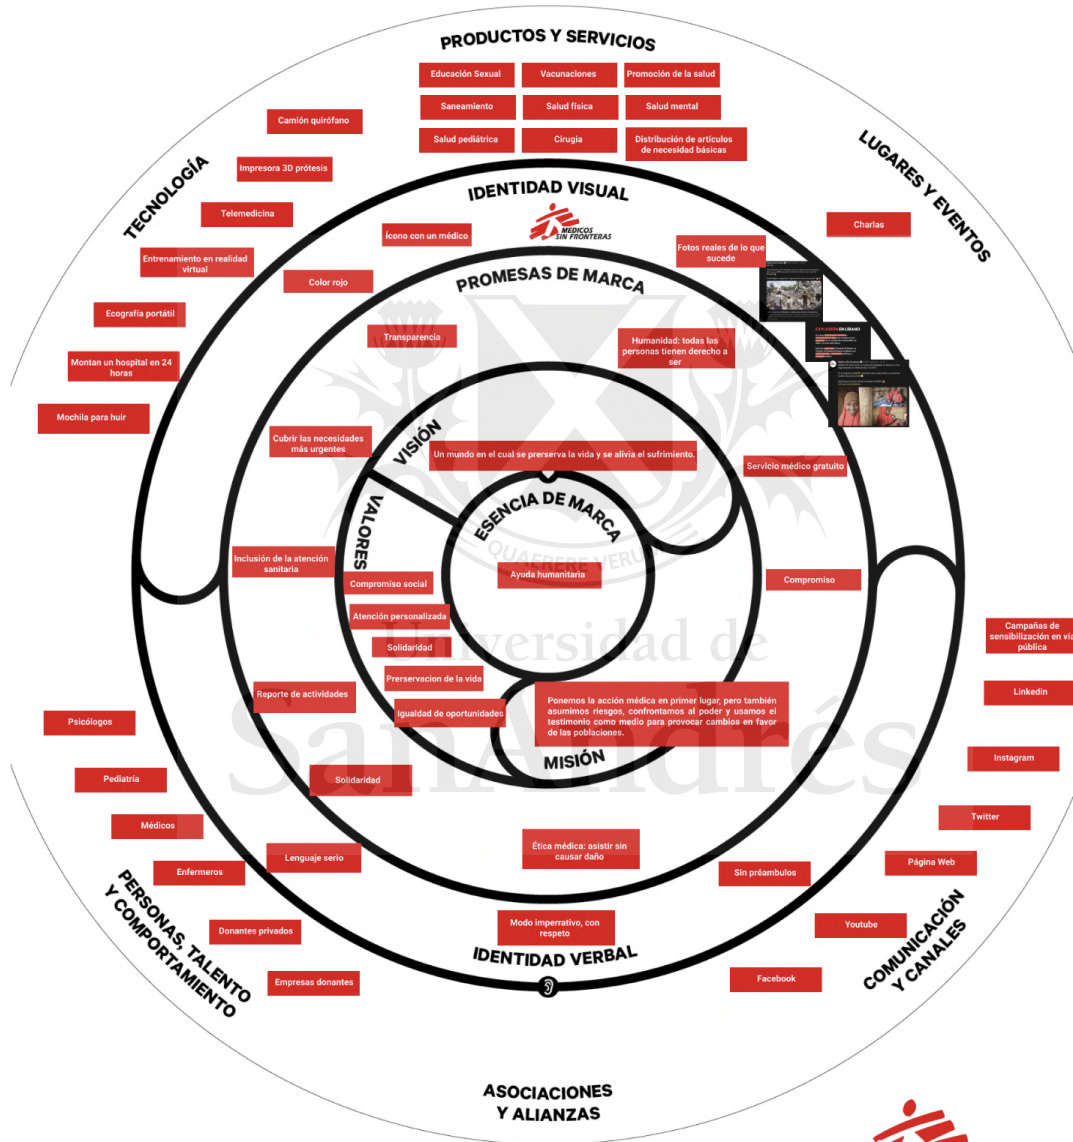 PRODUCTOS Y SERVICIOS
Educación Sexual
Vacunaciones
Promoción de la salud
Saneamiento
Salud física
Salud mental
Salud pediátrica
Cirugía
Distribución de artículos
de necesidad básicas
LUGARES Y EVENTOS
Charlas
TECNOLOGÍA
Camión quirófano
Impresora 3D prótesis
Telemedicina
Entrenamiento en realidad
virtual
Ecografía portátil
Montan un hospital en 24
horas
Mochila para huir
IDENTIDAD VISUAL
MEDICOS
SIN FRONTERAS
Ícono con un médico
Color rojo
Fotos reales de lo que
sucede
EXPLOSIÓN EN LÍBANO
PROMESAS DE MARCA
Transparencia
Humanidad: todas las
personas tienen derecho a
ser
Cubrir las necesidades
más urgentes
Servicio médico gratuito
Inclusión de la atención
sanitaria
Compromiso
Reporte de actividades
Solidaridad
Ética médica: asistir sin
causar daño
VISIÓN
Un mundo en el cual se prerserva la vida y se alivia el sufrimiento.
VALORES
Compromiso social
Atención personalizada
Solidaridad
Prerservacion de la vida
Igualdad de oportunidades
ESENCIA DE MARCA
Ayuda humanitaria
QUAERERE VERUM
Universidad de
SanAndrés
Ponemos la acción médica en primer lugar, pero también
asumimos riesgos, confrontamos al poder y usamos el
testimonio como medio para provocar cambios en favor
de las poblaciones.
MISIÓN
Lenguaje serio
Modo imperrativo, con
respeto
Sin préambulos
IDENTIDAD VERBAL
Psicólogos
Pediatría
Médicos
Enfermeros
Donantes privados
Empresas donantes
PERSONAS, TALENTO
Y COMPORTAMIENTO
Campañas de
sensibilización en vía
pública
Linkedin
Instagram
Twitter
Página Web
Youtube
Facebook
COMUNICACIÓN
Y CANALES
ASOCIACIONES
Y ALIANZAS